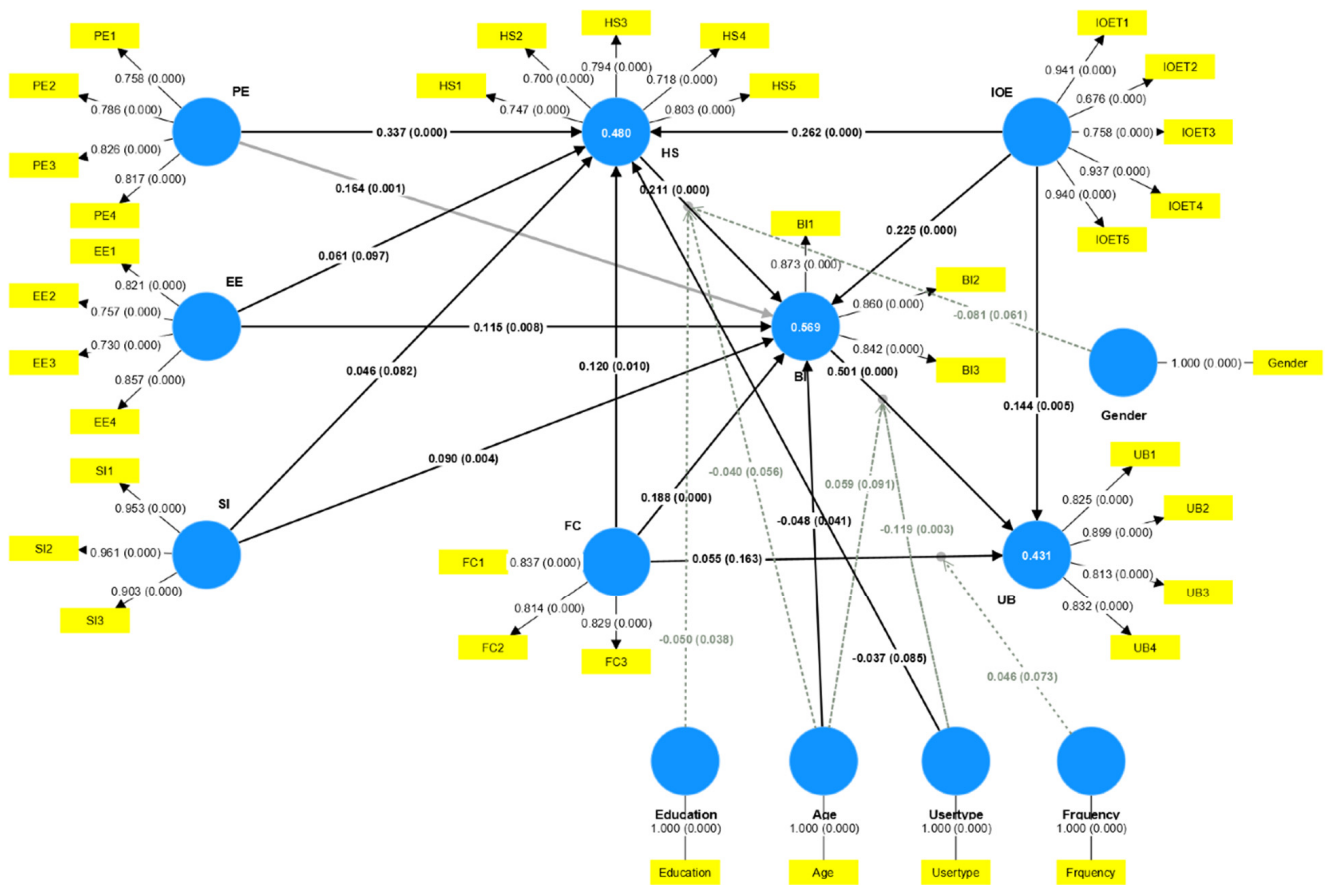 PE1
PE2
PE3
PE4
PE
0.758 (0.000)
0.786 (0.000)
0.826 (0.000)
0.817 (0.000)
HS1
HS2
HS3
HS4
HS5
0.747 (0.000)
0.700 (0.000)
0.794 (0.000)
0.718 (0.000)
0.803 (0.000)
0.480
HS
IOE
IOET1
IOET2
IOET3
IOET4
IOET5
0.941 (0.000)
0.676 (0.000)
0.758 (0.000)
0.937 (0.000)
0.940 (0.000)
0.337 (0.000)
0.262 (0.000)
0.164 (0.001)
0.211 (0.000)
0.225 (0.000)
EE1
EE2
EE3
EE4
EE
0.821 (0.000)
0.757 (0.000)
0.730 (0.000)
0.857 (0.000)
0.061 (0.097)
0.115 (0.008)
BI1
BI2
BI3
0.873 (0.000)
0.860 (0.000)
0.842 (0.000)
0.569
BI
-0.081 (0.061)
1.000 (0.000)
Gender
Gender
0.046 (0.082)
0.120 (0.010)
0.501 (0.000)
0.144 (0.005)
SI1
SI2
SI3
SI
0.953 (0.000)
0.961 (0.000)
0.903 (0.000)
0.090 (0.004)
0.188 (0.000)
-0.040 (0.056)
0.059 (0.091)
-0.048 (0.041)
-0.119 (0.003)
FC
FC1
FC2
FC3
0.837 (0.000)
0.814 (0.000)
0.829 (0.000)
0.055 (0.163)
0.431
UB
UB1
UB2
UB3
UB4
0.825 (0.000)
0.899 (0.000)
0.813 (0.000)
0.832 (0.000)
-0.050 (0.038)
-0.037 (0.085)
0.046 (0.073)
Education
Age
Usertype
Frquency
1.000 (0.000)
1.000 (0.000)
1.000 (0.000)
1.000 (0.000)
Education
Age
Usertype
Frquency